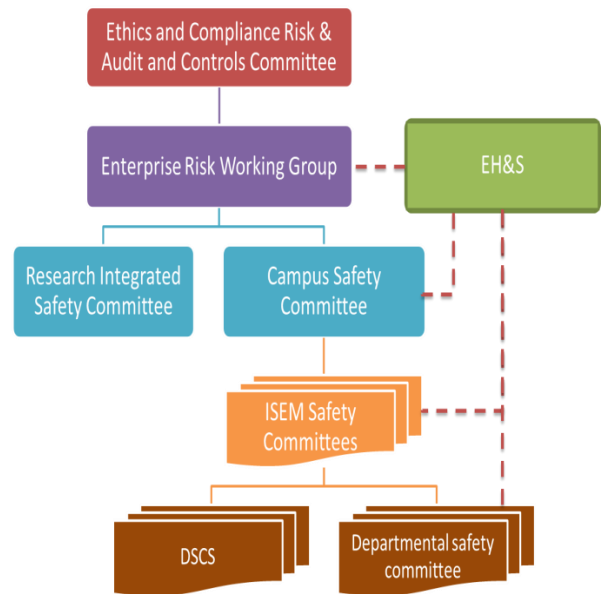 Ethics and Compliance Risk &
Audit and Controls Committee
Enterprise Risk Working Group
EH&S
Research Integrated
Safety Committee
Campus Safety
Committee
ISEM Safety
Committees
DSCS
Departmental safety
committee